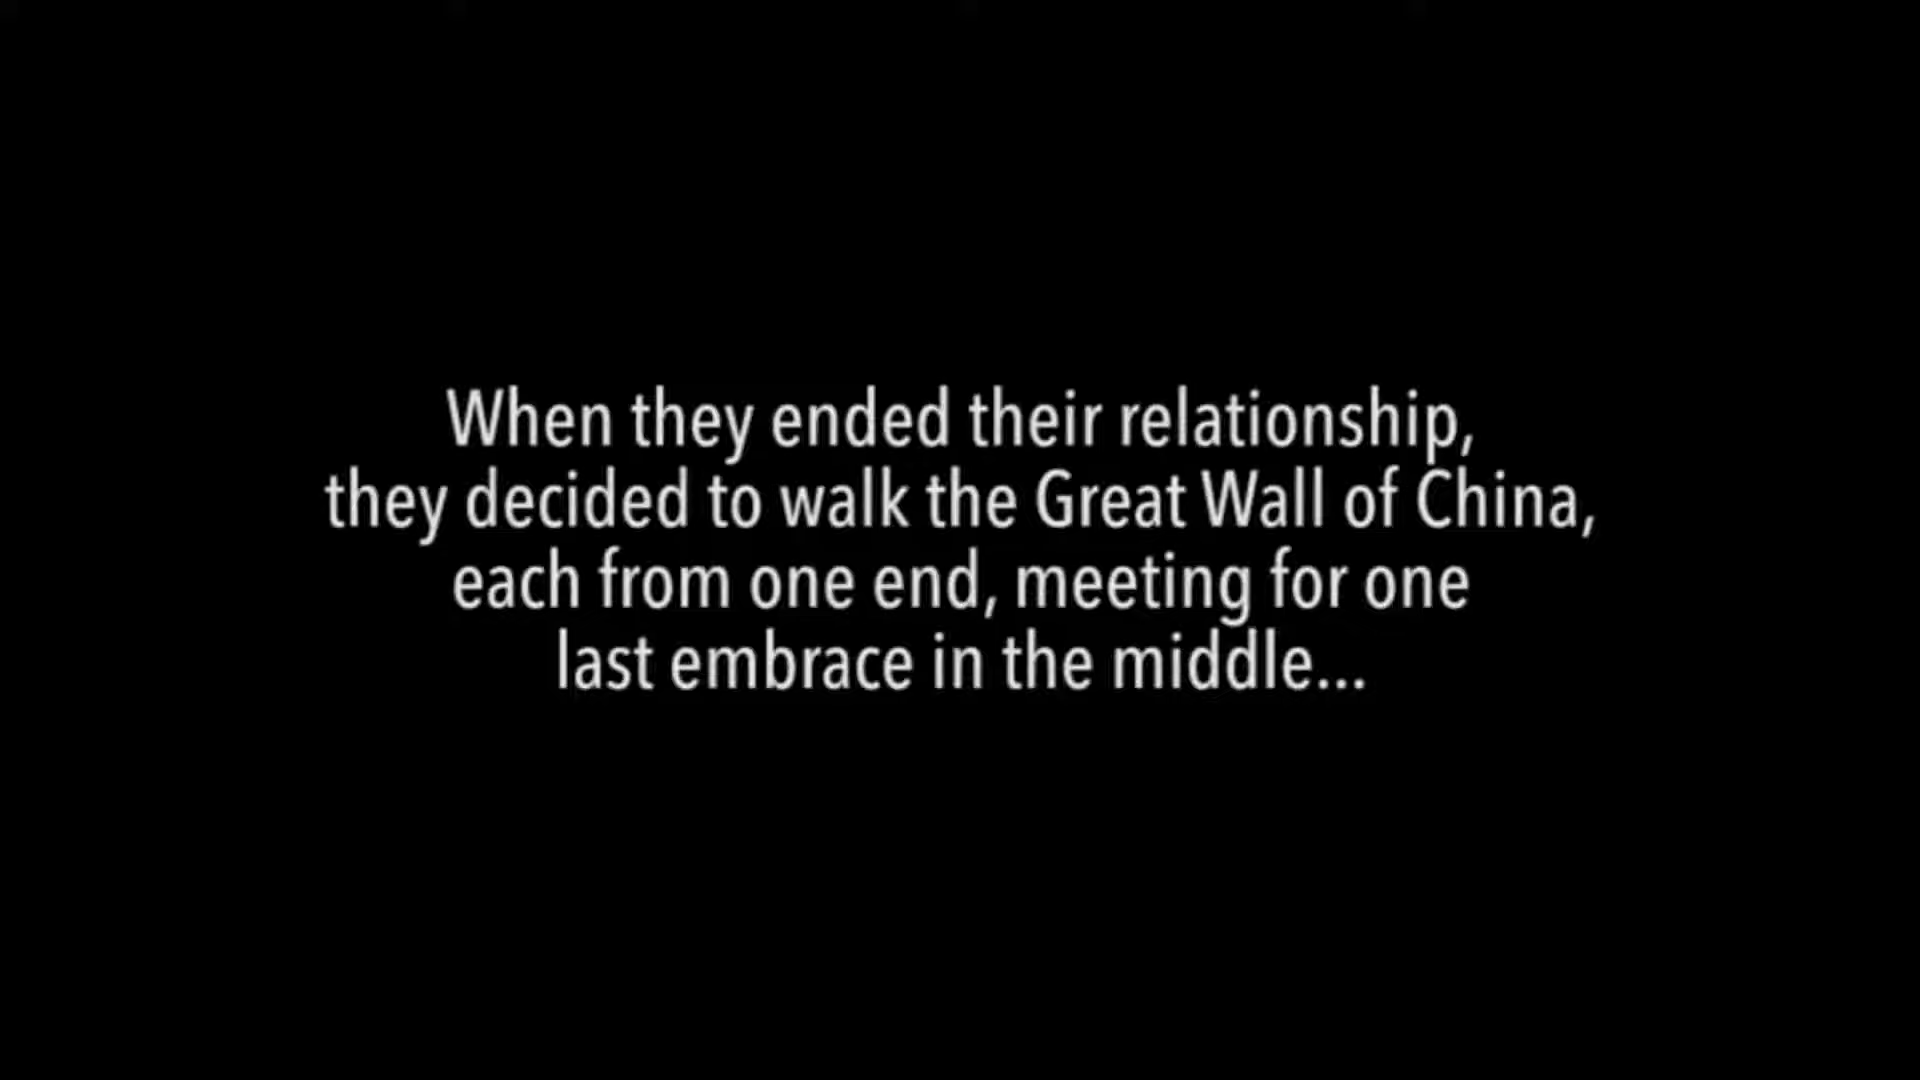 When they ended their relationship,
they decided to walk the Great Wall of China,
each from one end, meeting for one
last embrace in the middle...